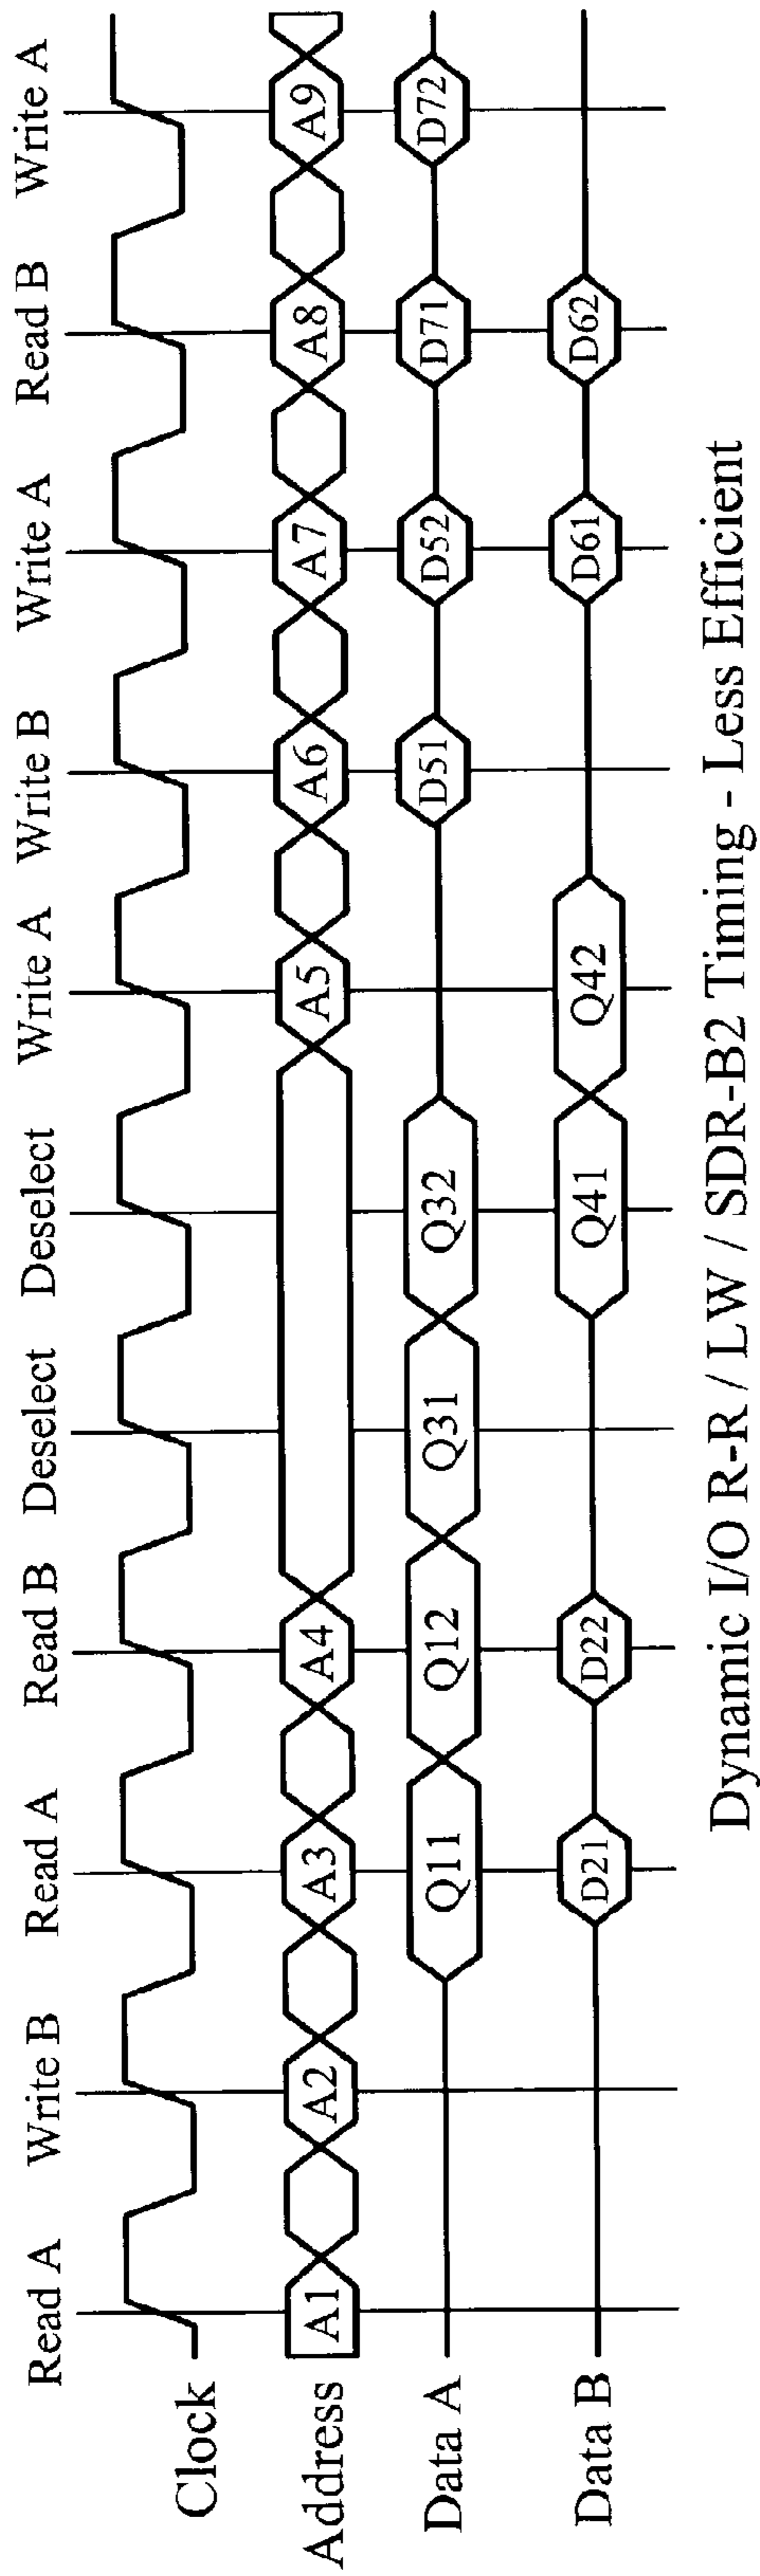 Read A Write B Read A Read B Deselect Deselect Write A Write B Write A Read B Write A
Clock
Address A1 A2 A3 A4 A5 A6 A7 A8 A9
Data A Q11 Q12 Q31 Q32 D51 D52 D71 D72
Data B D21 D22 Q41 Q42 D61 D62
Dynamic I/O R-R / LW / SDR-B2 Timing - Less Efficient